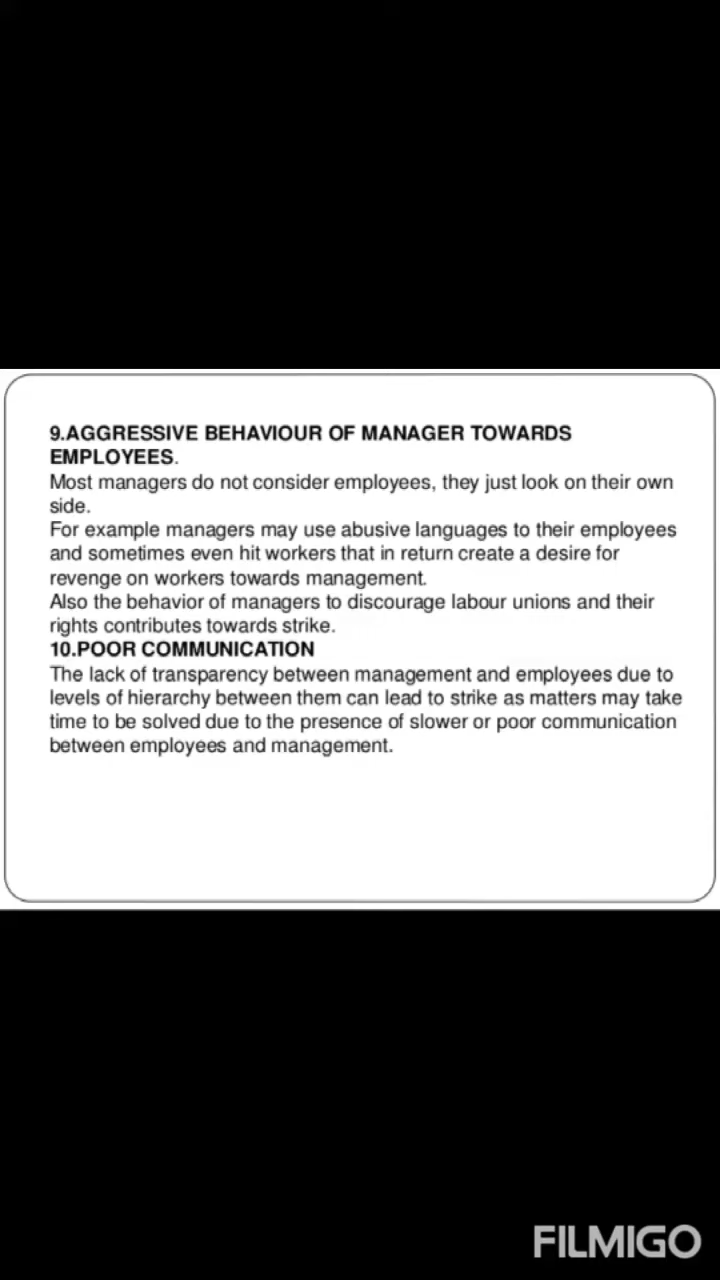 9.AGGRESSIVE BEHAVIOUR OF MANAGER TOWARDS
EMPLOYEES.
Most managers do not consider employees, they just look on their own
side.
For example managers may use abusive languages to their employees
and sometimes even hit workers that in return create a desire for
revenge on workers towards management.
Also the behavior of managers to discourage labour unions and their
rights contributes towards strike.
10.POOR COMMUNICATION
The lack of transparency between management and employees due to
levels of hierarchy between them can lead to strike as matters may take
time to be solved due to the presence of slower or poor communication
between employees and management.
FILMIGO